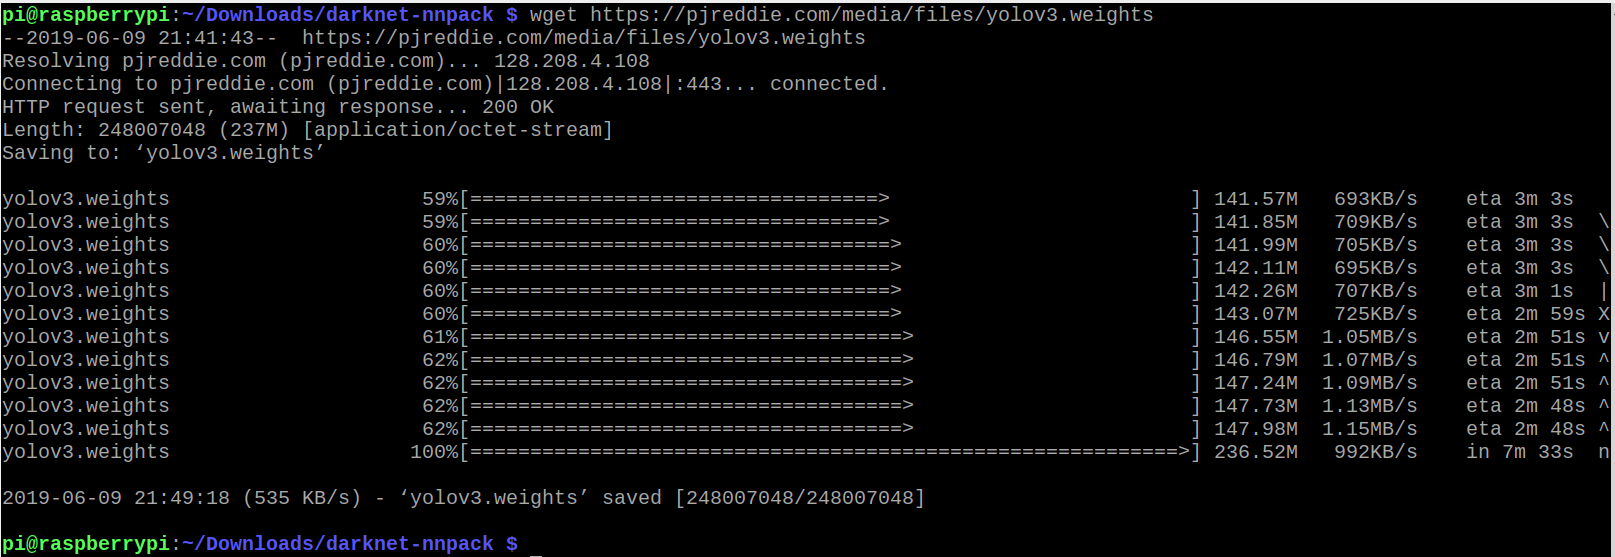 pi@raspberrypi:~/Downloads/darknet-nnpack $ wget https://pjreddie.com/media/files/yolov3.weights
--2019-06-09 21:41:43--  https://pjreddie.com/media/files/yolov3.weights
Resolving pjreddie.com (pjreddie.com)... 128.208.4.108
Connecting to pjreddie.com (pjreddie.com)|128.208.4.108|:443... connected.
HTTP request sent, awaiting response... 200 OK
Length: 248007048 (237M) [application/octet-stream]
Saving to: ‘yolov3.weights’
yolov3.weights                     59%[==================================>                          ] 141.57M   693KB/s    eta 3m 3s
yolov3.weights                     59%[==================================>                          ] 141.85M   709KB/s    eta 3m 3s  \
yolov3.weights                     60%[===================================>                         ] 141.99M   705KB/s    eta 3m 3s  \
yolov3.weights                     60%[===================================>                         ] 142.11M   695KB/s    eta 3m 3s  \
yolov3.weights                     60%[===================================>                         ] 142.26M   707KB/s    eta 3m 1s  |
yolov3.weights                     60%[===================================>                         ] 143.07M   725KB/s    eta 2m 59s X
yolov3.weights                     61%[====================================>                        ] 146.55M  1.05MB/s    eta 2m 51s v
yolov3.weights                     62%[====================================>                        ] 146.79M  1.07MB/s    eta 2m 51s ^
yolov3.weights                     62%[====================================>                        ] 147.24M  1.09MB/s    eta 2m 51s ^
yolov3.weights                     62%[====================================>                        ] 147.73M  1.13MB/s    eta 2m 48s ^
yolov3.weights                     62%[====================================>                        ] 147.98M  1.15MB/s    eta 2m 48s ^
yolov3.weights                    100%[===========================================================>] 236.52M   992KB/s    in 7m 33s  n
2019-06-09 21:49:18 (535 KB/s) - ‘yolov3.weights’ saved [248007048/248007048]
pi@raspberrypi:~/Downloads/darknet-nnpack $